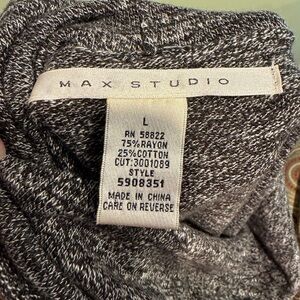 MAX STUDIO
L
RN 58822
75%RAYON
25%COTTON
CUT:3001089
STYLE
5908351
MADE IN CHINA
CARE ON REVERSE